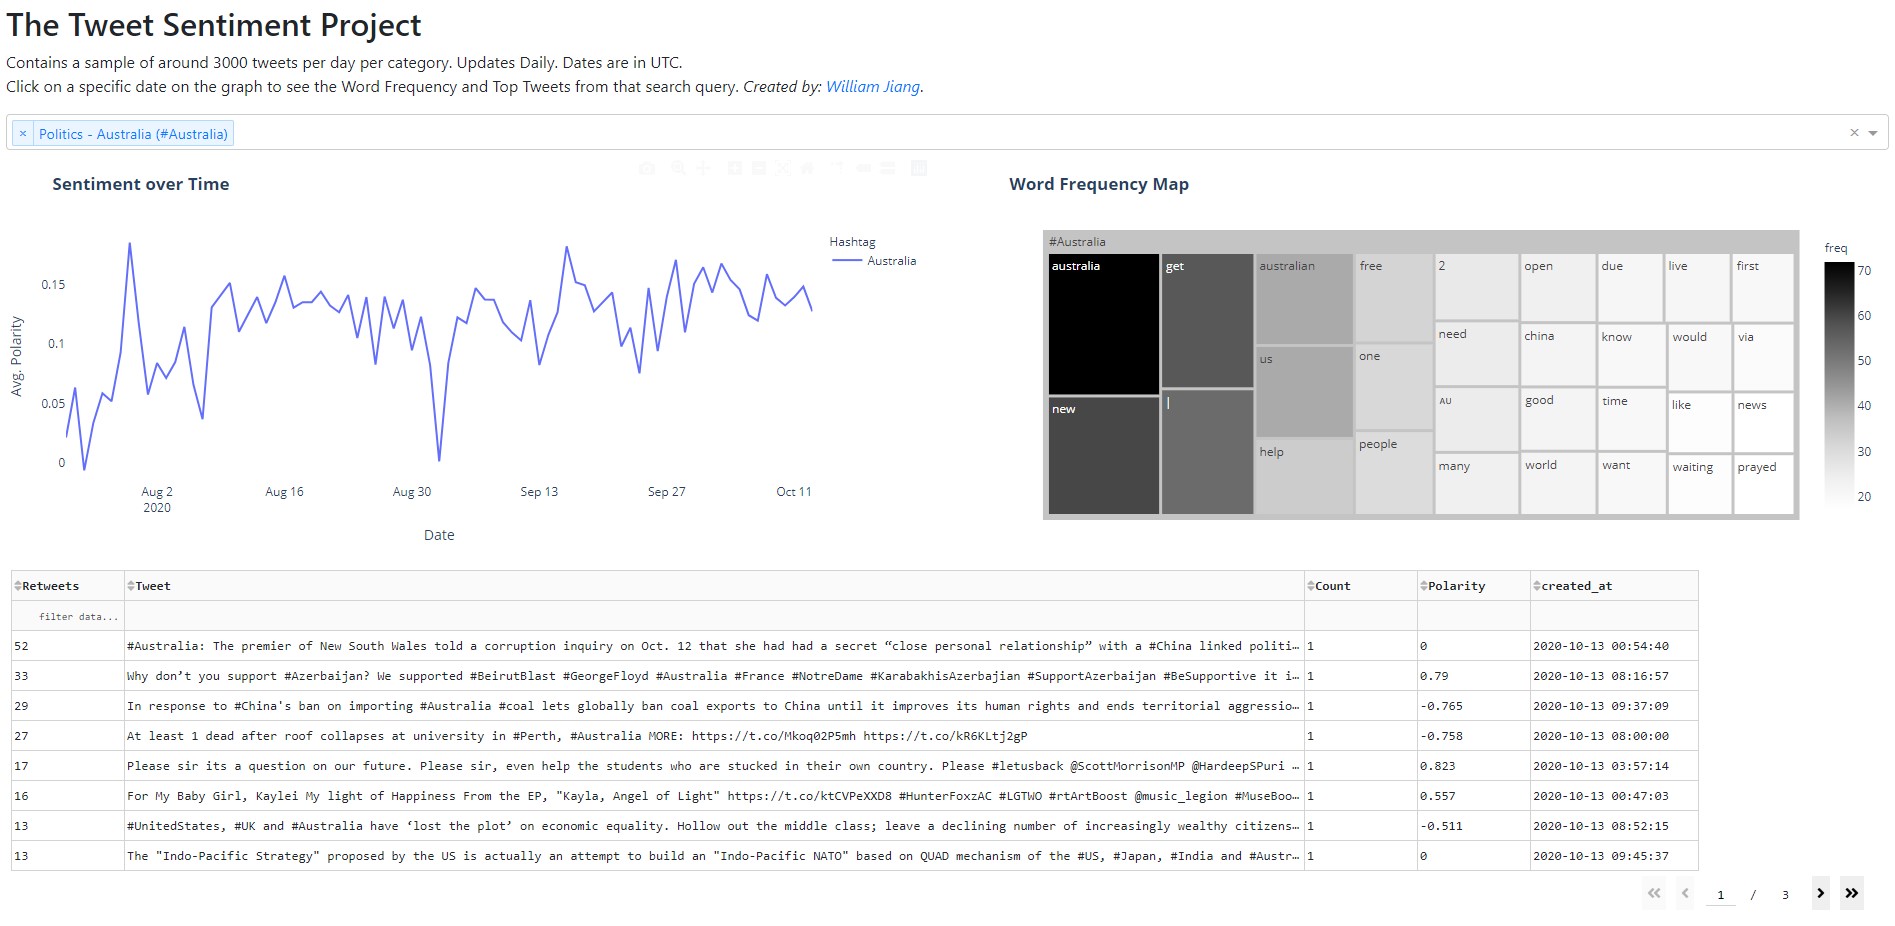 The Tweet Sentiment Project
Contains a sample of around 3000 tweets per day per category. Updates Daily. Dates are in UTC.
Click on a specific date on the graph to see the Word Frequency and Top Tweets from that search query. Created by: William Jiang.
× Politics - Australia (#Australia) ×
Sentiment over Time
Avg. Polarity
0.15
0.1
0.05
0
Aug 2
2020
Aug 16
Aug 30
Sep 13
Sep 27
Oct 11
Date
Hashtag
Australia
Word Frequency Map
#Australia
australia
new
get
|
australian
us
help
free
one
people
2
need
AU
many
open
china
good
world
due
know
time
want
live
would
like
waiting
first
via
news
prayed
freq
70
60
50
40
30
20
Retweets Tweet Count Polarity created_at
filter data...
52 #Australia: The premier of New South Wales told a corruption inquiry on Oct. 12 that she had had a secret “close personal relationship” with a #China linked politi… 1 0 2020-10-13 00:54:40
33 Why don’t you support #Azerbaijan? We supported #BeirutBlast #GeorgeFloyd #Australia #France #NotreDame #KarabakhisAzerbajian #SupportAzerbaijan #BeSupportive it i… 1 0.79 2020-10-13 08:16:57
29 In response to #China's ban on importing #Australia #coal lets globally ban coal exports to China until it improves its human rights and ends territorial aggressio… 1 -0.765 2020-10-13 09:37:09
27 At least 1 dead after roof collapses at university in #Perth, #Australia MORE: https://t.co/Mkoq02P5mh https://t.co/kR6KLtj2gP 1 -0.758 2020-10-13 08:00:00
17 Please sir its a question on our future. Please sir, even help the students who are stucked in their own country. Please #letusback @ScottMorrisonMP @HardeepSPuri … 1 0.823 2020-10-13 03:57:14
16 For My Baby Girl, Kaylei My light of Happiness From the EP, "Kayla, Angel of Light" https://t.co/ktCVPeXXD8 #HunterFoxzAC #LGTWO #rtArtBoost @music_legion #MuseBoo… 1 0.557 2020-10-13 00:47:03
13 #UnitedStates, #UK and #Australia have ‘lost the plot’ on economic equality. Hollow out the middle class; leave a declining number of increasingly wealthy citizens… 1 -0.511 2020-10-13 08:52:15
13 The "Indo-Pacific Strategy" proposed by the US is actually an attempt to build an "Indo-Pacific NATO" based on QUAD mechanism of the #US, #Japan, #India and #Austr… 1 0 2020-10-13 09:45:37
1 / 3